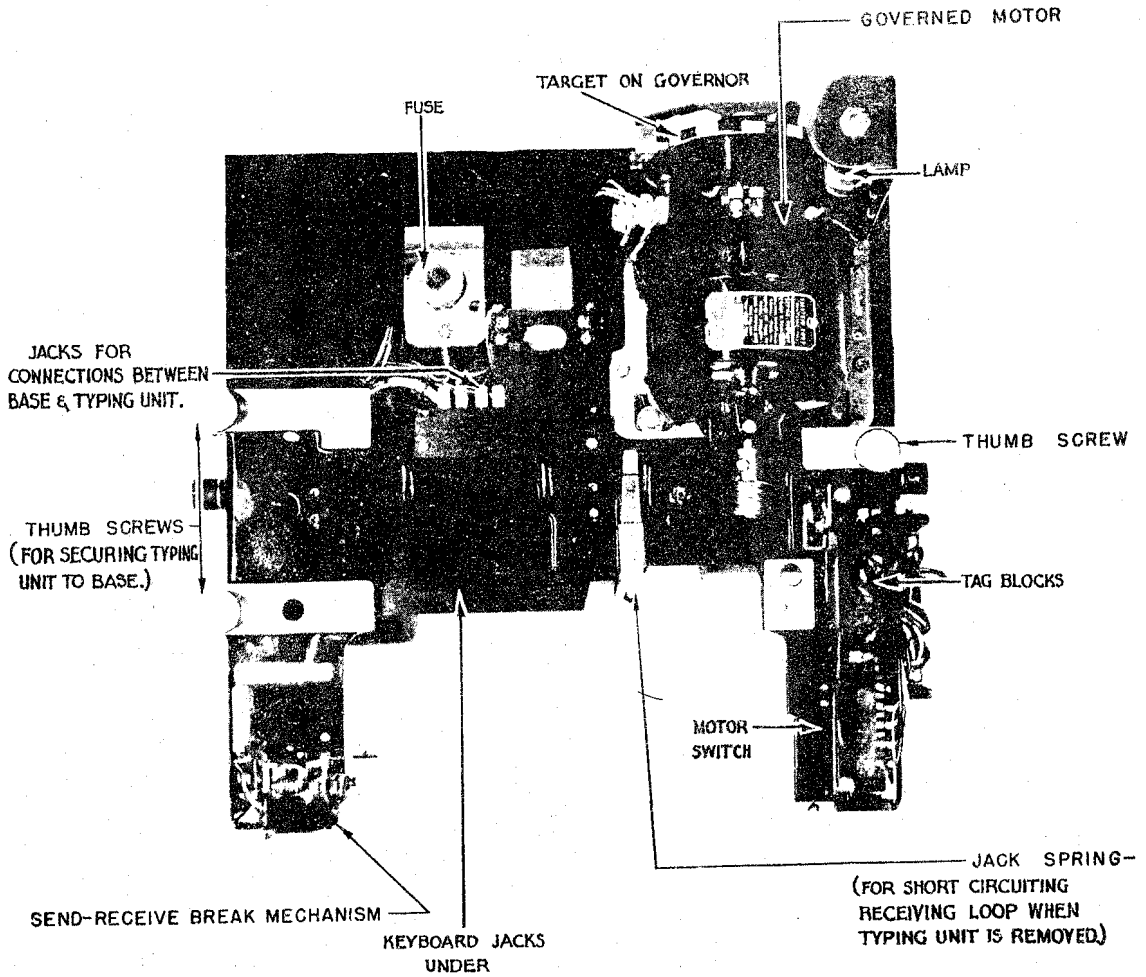 GOVERNED MOTOR
TARGET ON GOVERNOR
FUSE
LAMP
JACKS FOR
CONNECTIONS BETWEEN
BASE & TYPING UNIT.
THUMB SCREW
THUMB SCREWS
(FOR SECURING TYPING
UNIT TO BASE.)
TAG BLOCKS
MOTOR
SWITCH
JACK SPRING-
(FOR SHORT CIRCUITING
RECEIVING LOOP WHEN
TYPING UNIT IS REMOVED.)
SEND-RECEIVE BREAK MECHANISM
KEYBOARD JACKS
UNDER